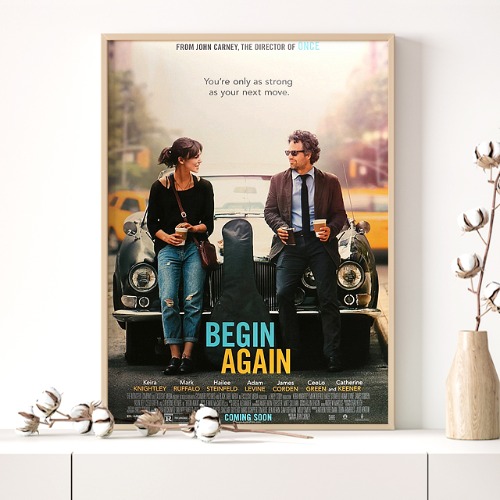 FROM JOHN CARNEY, THE DIRECTOR OF ONCE
You're only as strong
as your next move.
BEGIN
AGAIN
Keira KNIGHTLEY Mark RUFFALO Hailee STEINFELD Adam LEVINE James CORDEN CeeLo GREEN and Catherine KEENER
COMING SOON